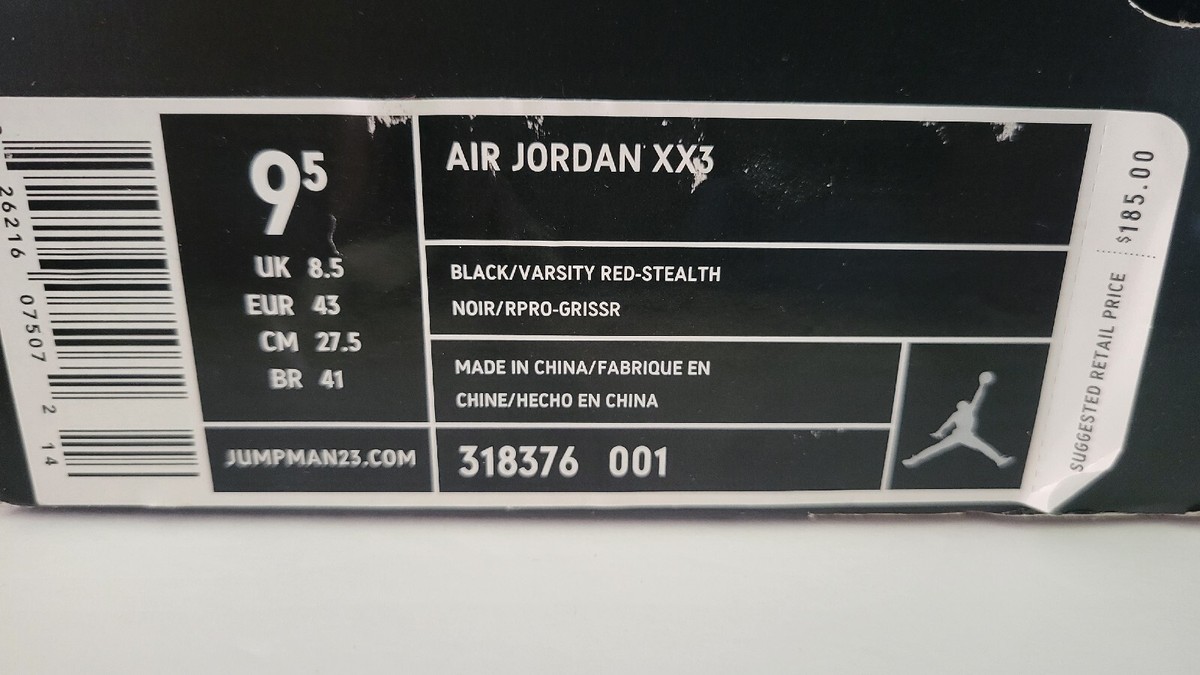 26216 07507 2 14
9⁵
UK 8.5
EUR 43
CM 27.5
BR 41
JUMPMAN23.COM
AIR JORDAN XX3
BLACK/VARSITY RED-STEALTH
NOIR/RPRO-GRISSR
MADE IN CHINA/FABRIQUE EN
CHINE/HECHO EN CHINA
318376 001
SUGGESTED RETAIL PRICE $185.00